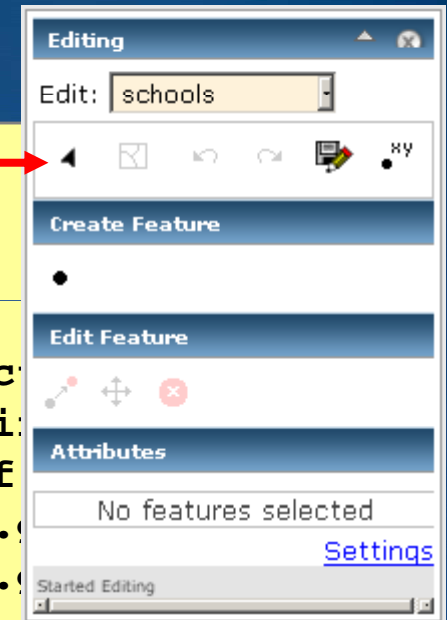 Editing
Edit: schools
xy
Create Feature
Edit Feature
Attributes
No features selected
Settings
Started Editing